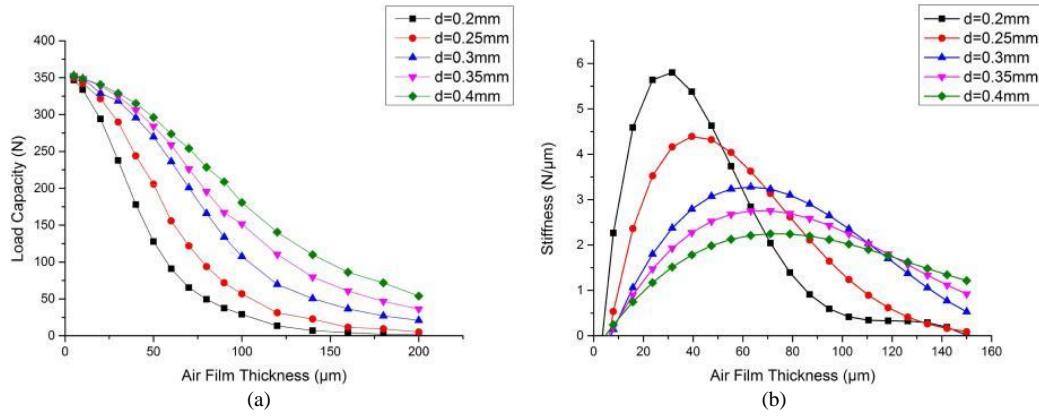 d=0.2mm
d=0.25mm
d=0.3mm
d=0.35mm
d=0.4mm
400
350
300
250
200
150
100
50
0
Load Capacity (N)
0 50 100 150 200
Air Film Thickness (μm)
(a)
d=0.2mm
d=0.25mm
d=0.3mm
d=0.35mm
d=0.4mm
6
5
4
3
2
1
0
Stiffness (N/μm)
0 20 40 60 80 100 120 140 160
Air Film Thickness (μm)
(b)